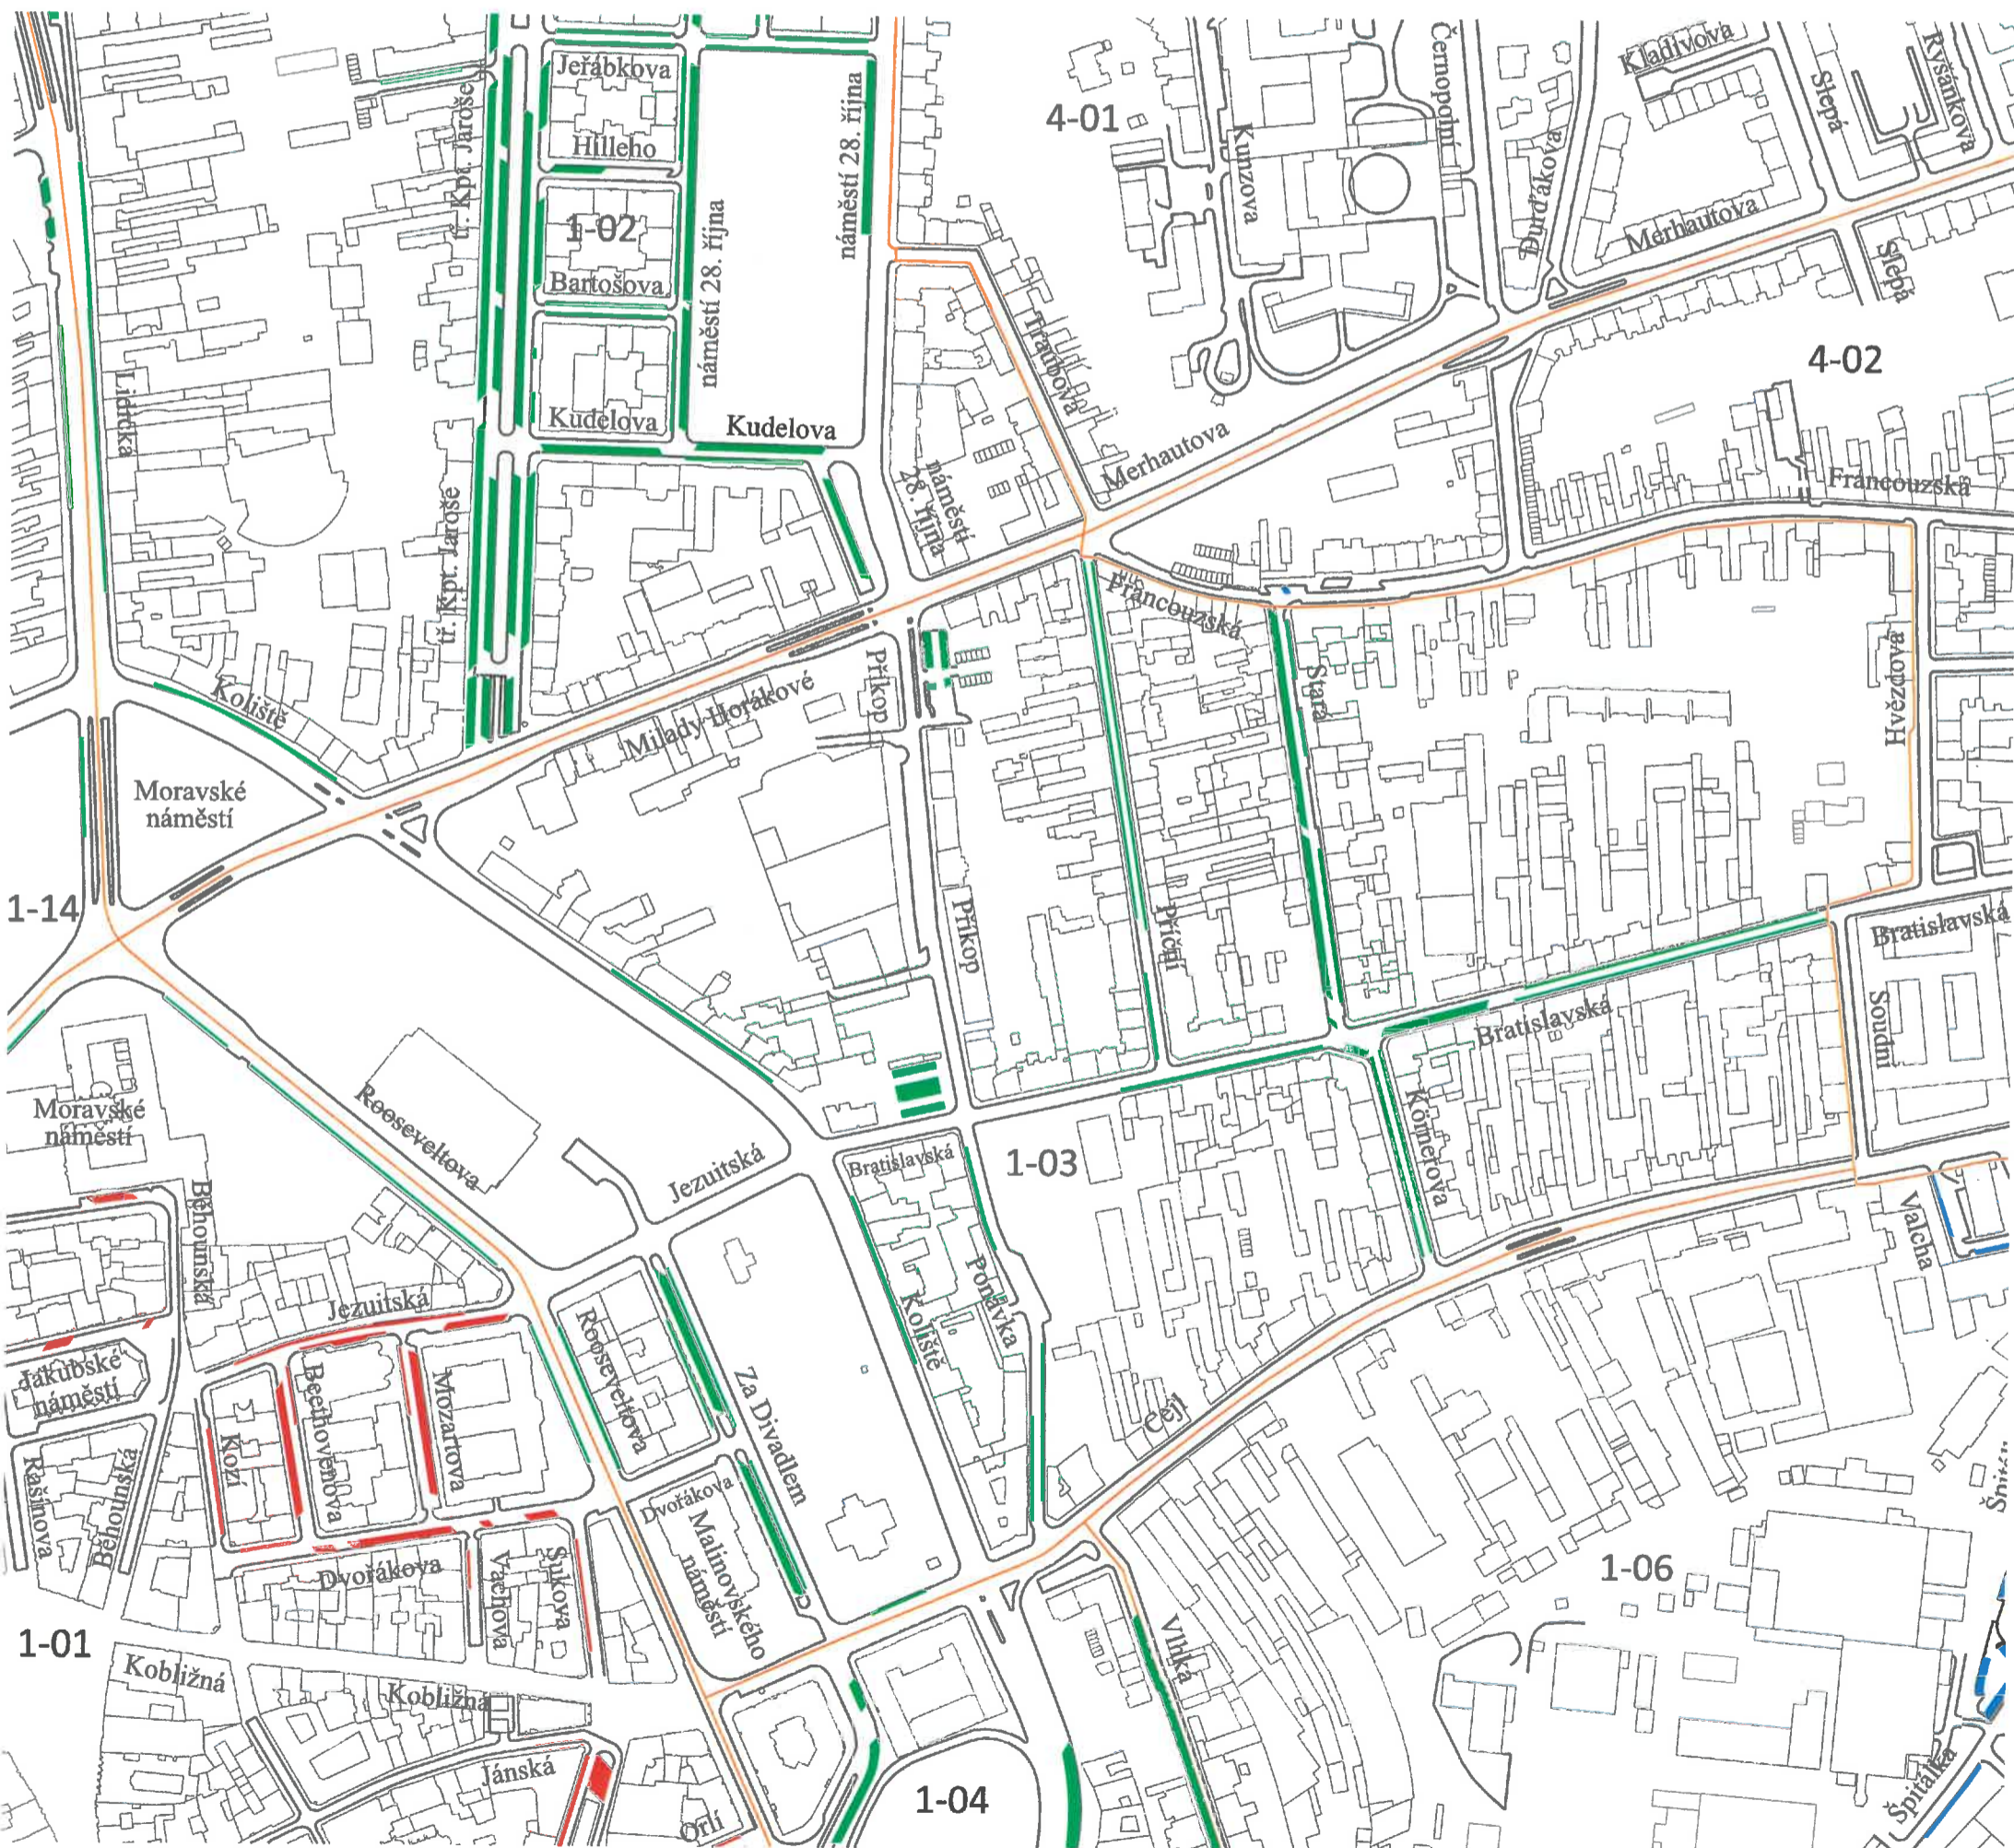 Jeřábkova
Hilleho
1-02
Bartošova
Kudelova
Kudelova
tř. Kpt. Jaroše
tř. Kpt. Jaroše
náměstí 28. října
náměstí 28. října
náměstí
28. října
4-01
Kunzova
Černopolní
Durďákova
Kladivova
Slepá
Ryšánkova
Merhautova
Slepá
4-02
Traubova
Merhautova
Francouzská
Francouzská
Lidická
Koliště
Milady Horákové
Příkop
Stará
Hvězdová
Moravské
náměstí
1-14
Příkop
Příční
Bratislavská
Bratislavská
Soudní
Moravské
náměstí
Rooseveltova
Jezuitská
Bratislavská
1-03
Körnerova
Valcha
Běhounská
Jezuitská
Koliště
Ponávka
Jakubské
náměstí
Kozí
Beethovenova
Mozartova
Rooseveltova
Za Divadlem
Cejl
Rašínova
Běhounská
Dvořákova
Malinovského
náměstí
Dvořákova
Vachova
Sukova
1-06
Vlhká
1-01
Kobližná
Kobližná
Jánská
Orlí
1-04
Špitálka